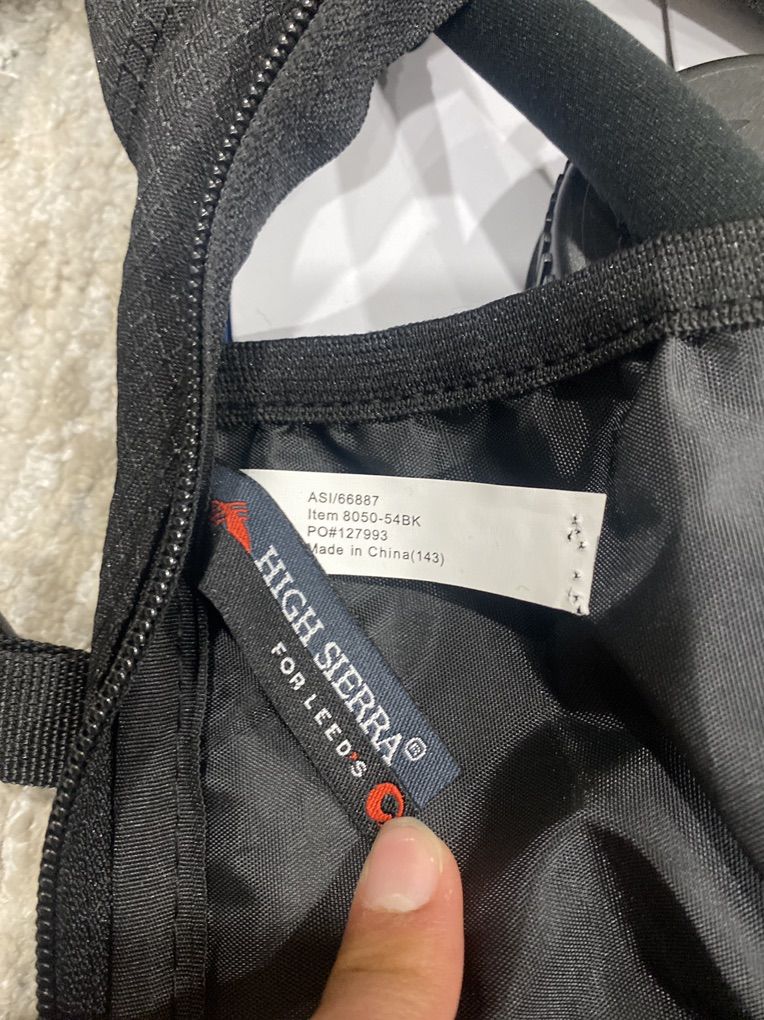 ASI/66887
Item 8050-54BK
PO#127993
Made in China(143)
HIGH SIERRA®
FOR LEED'S